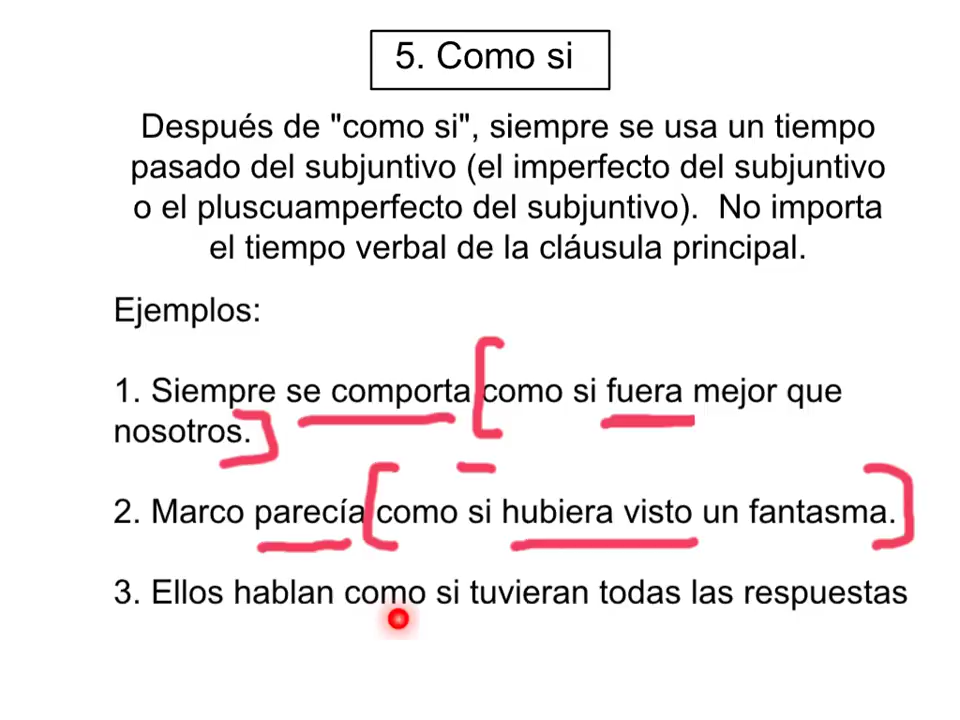 5. Como si
Después de "como si", siempre se usa un tiempo
pasado del subjuntivo (el imperfecto del subjuntivo
o el pluscuamperfecto del subjuntivo).  No importa
el tiempo verbal de la cláusula principal.
Ejemplos:
1. Siempre se comporta como si fuera mejor que
nosotros.
2. Marco parecía como si hubiera visto un fantasma.
3. Ellos hablan como si tuvieran todas las respuestas